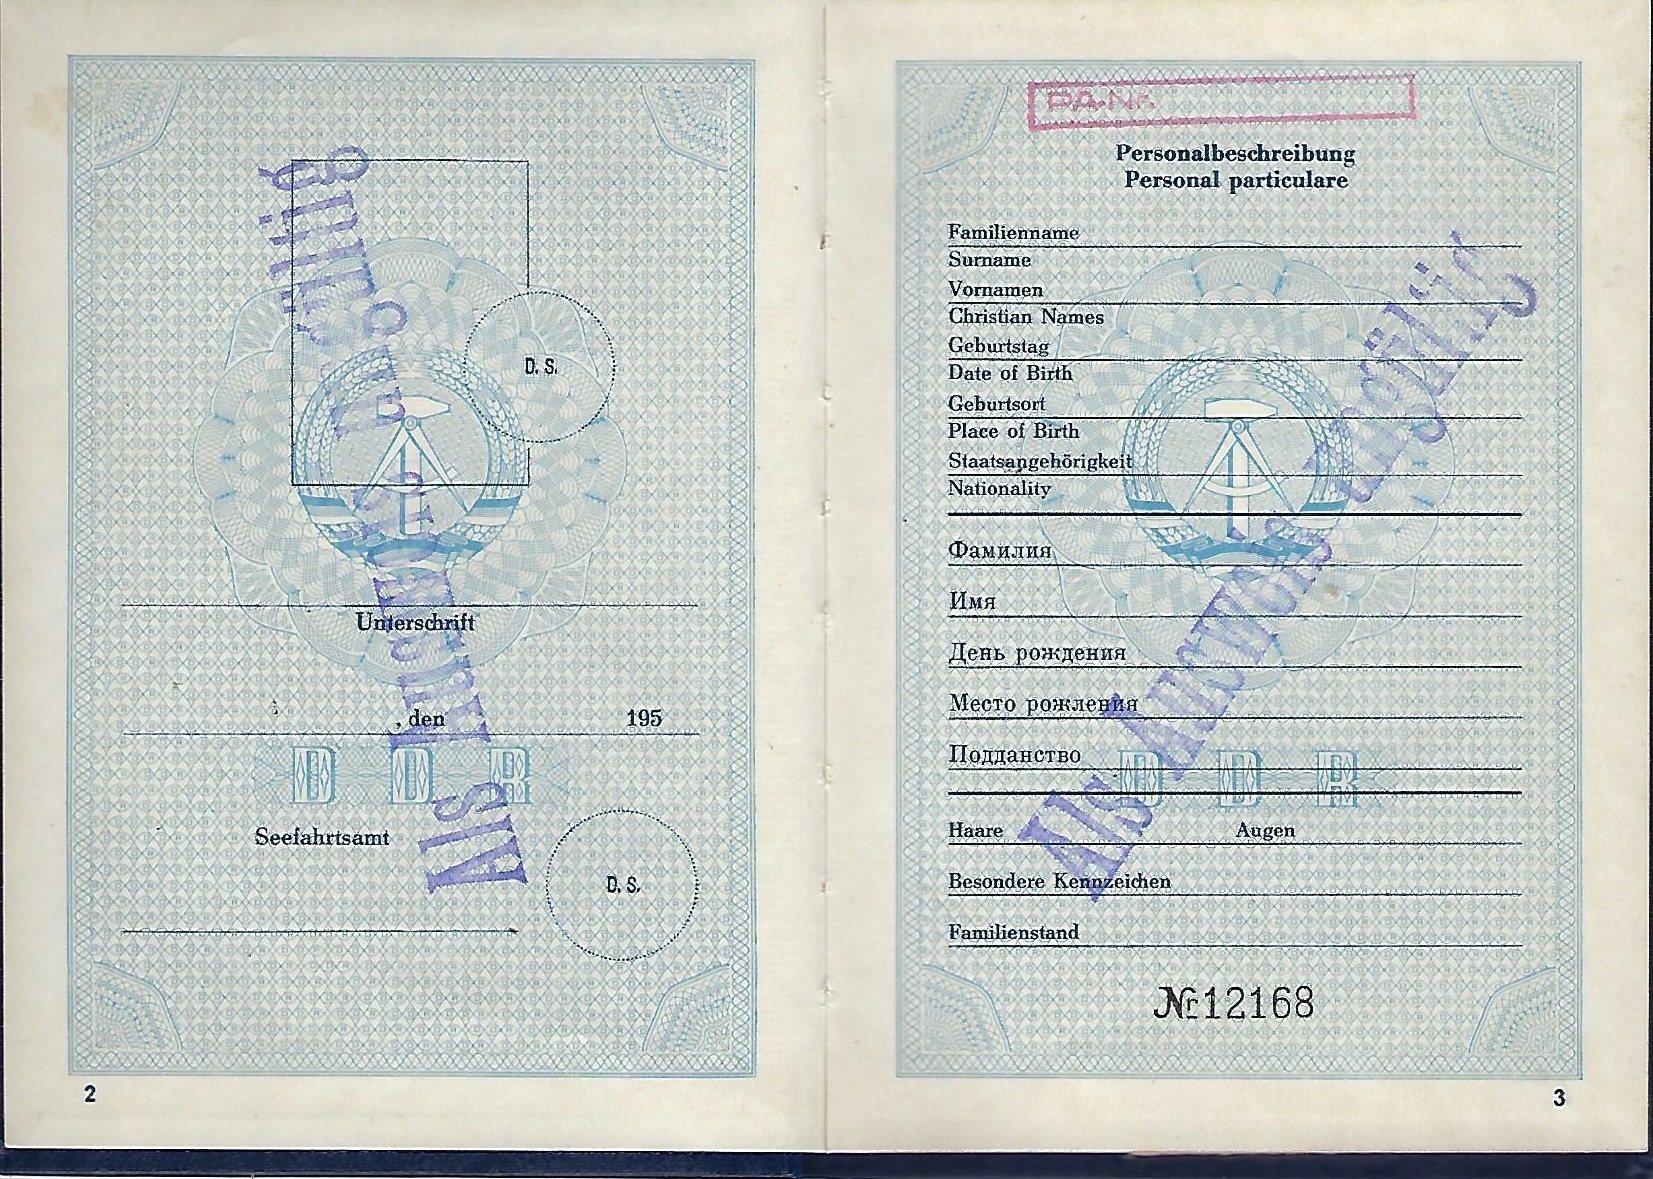 D. S.
Unterschrift
, den 195
DDR
Seefahrtsamt
D. S.
Als Ausweis ungültig
2
PA-Nr.
Personalbeschreibung
Personal particulare
Familienname
Surname
Vornamen
Christian Names
Geburtstag
Date of Birth
Geburtsort
Place of Birth
Staatsangehörigkeit
Nationality
Фамилия
Имя
День рождения
Место рождения
Подданство
DDR
Haare Augen
Besondere Kennzeichen
Familienstand
Als Ausweis ungültig
Nr 12168
3